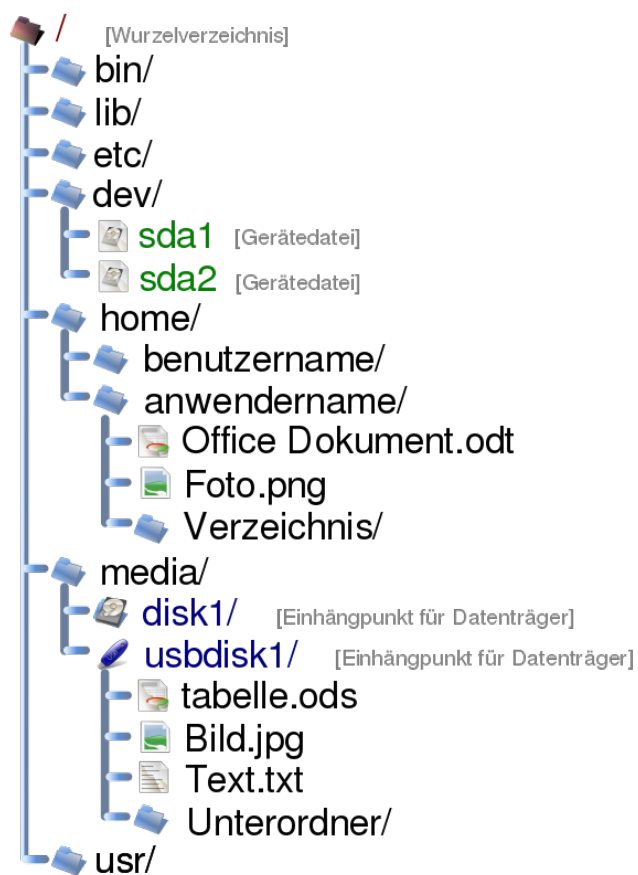 / [Wurzelverzeichnis]
bin/
lib/
etc/
dev/
sda1 [Gerätedatei]
sda2 [Gerätedatei]
home/
benutzername/
anwendername/
Office Dokument.odt
Foto.png
Verzeichnis/
media/
disk1/ [Einhängpunkt für Datenträger]
usbdisk1/ [Einhängpunkt für Datenträger]
tabelle.ods
Bild.jpg
Text.txt
Unterordner/
usr/